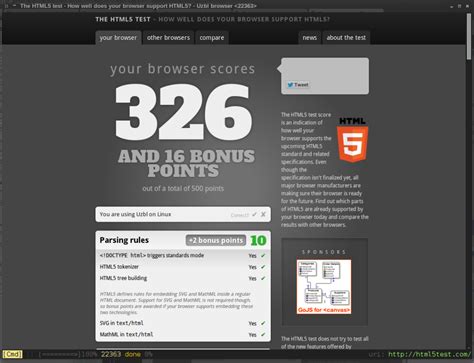 The HTML5 test - How well does your browser support HTML5? - Uzbl browser <22363>
THE HTML5 TEST – HOW WELL DOES YOUR BROWSER SUPPORT HTML5?
your browser
other browsers
compare
news
about the test
your browser scores
326
AND 16 BONUS
POINTS
out of a total of 500 points
You are using Uzbl on Linux
Correct? ✔ ✘
Parsing rules
+2 bonus points
10
<!DOCTYPE html> triggers standards mode Yes ✔
HTML5 tokenizer Yes ✔
HTML5 tree building Yes ✔
HTML5 defines rules for embedding SVG and MathML inside a regular
HTML document. Support for SVG and MathML is not required though,
so bonus points are awarded if your browser supports embedding these
two technologies.
SVG in text/html Yes ✔
MathML in text/html Yes ✔
Tweet
The HTML5 test score
is an indication of
how well your
browser supports the
upcoming HTML5
standard and related
specifications. Even
though the
specification isn't finalized yet, all
major browser manufacturers are
making sure their browser is ready
for the future. Find out which
parts of HTML5 are already supported by
your browser today and compare the
results with other browsers.
HTML
5
SPONSORS
GoJS for <canvas>
The HTML5 test does not try to test all
of the new features offered by
[Cmd]
100% 22363 done 0%
uri: http://html5test.com/